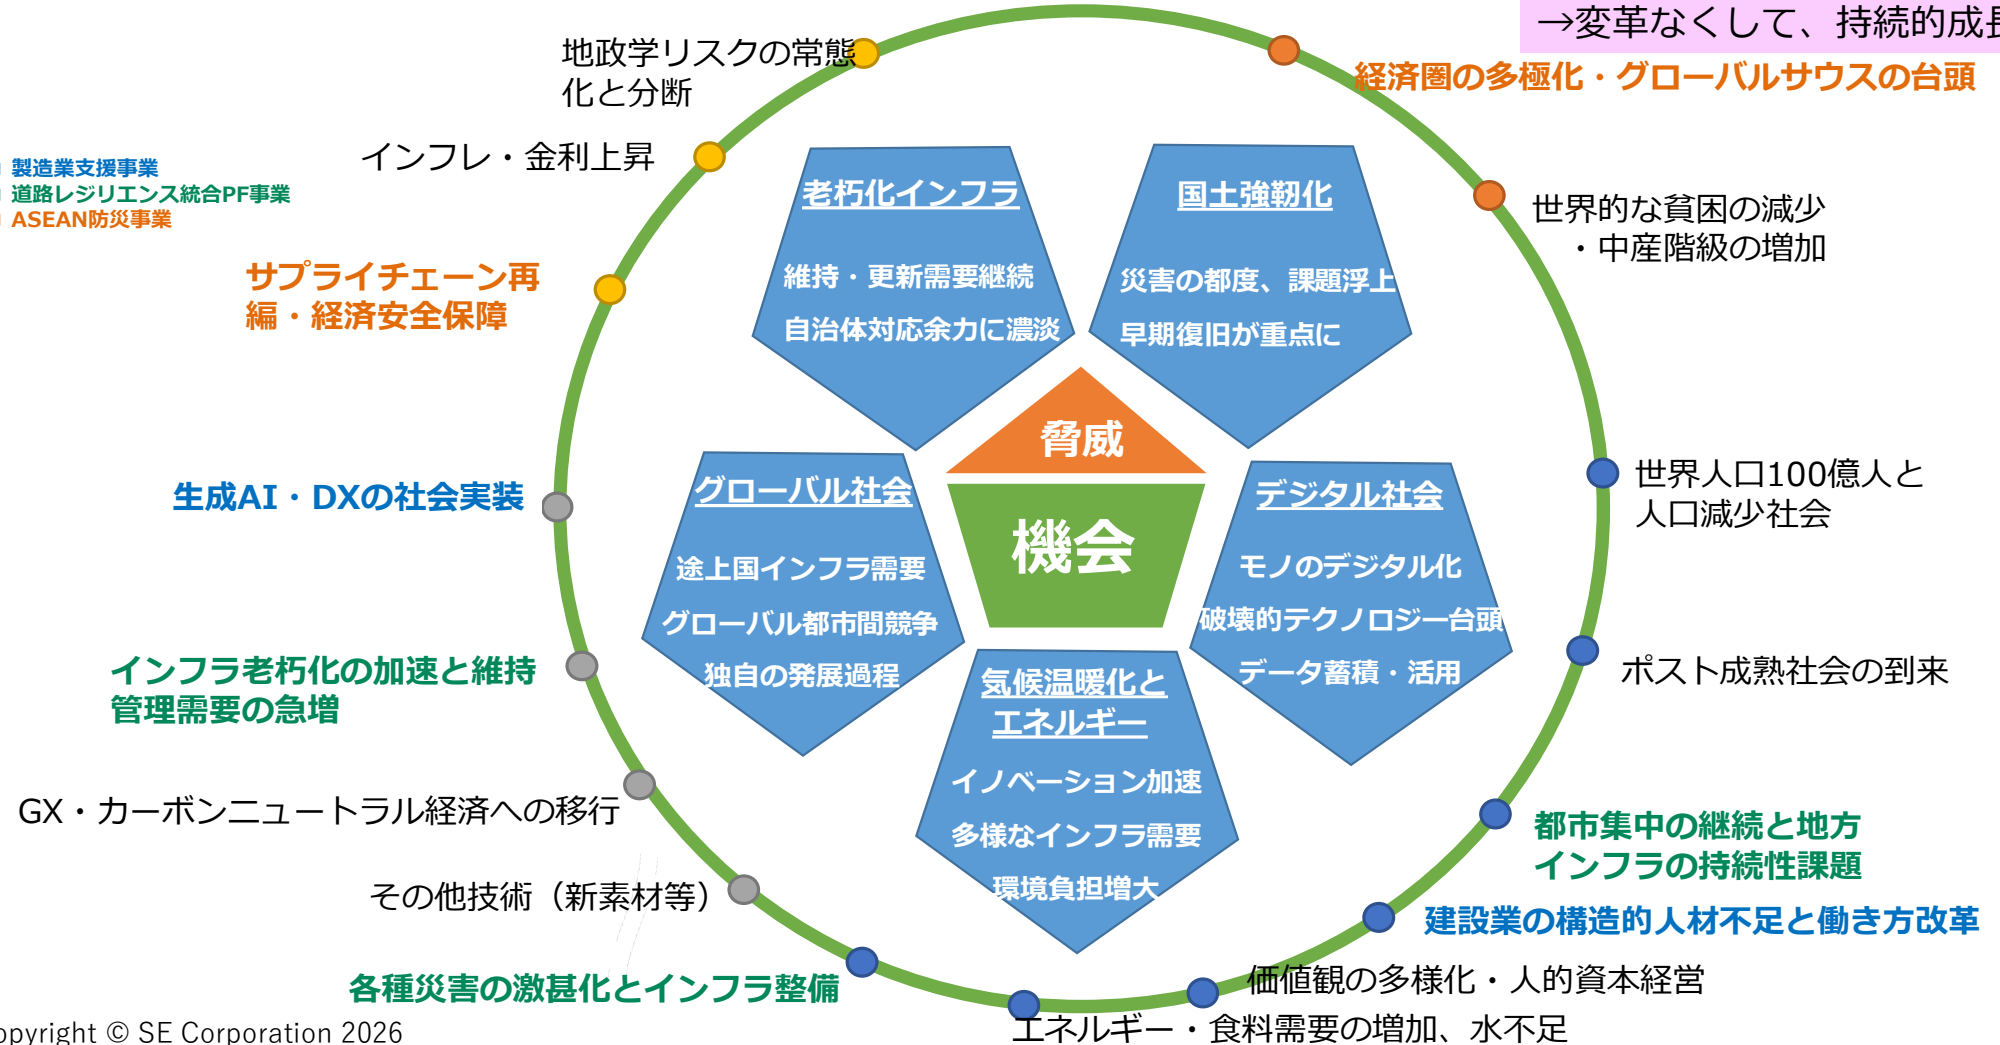 →変革なくして、持続的成長
地政学リスクの常態
化と分断
経済圏の多極化・グローバルサウスの台頭
インフレ・金利上昇
製造業支援事業
道路レジリエンス統合PF事業
ASEAN防災事業
世界的な貧困の減少
・中産階級の増加
サプライチェーン再
編・経済安全保障
老朽化インフラ
維持・更新需要継続
自治体対応余力に濃淡
国土強靭化
災害の都度、課題浮上
早期復旧が重点に
脅威
機会
生成AI・DXの社会実装
世界人口100億人と
人口減少社会
グローバル社会
途上国インフラ需要
グローバル都市間競争
独自の発展過程
デジタル社会
モノのデジタル化
破壊的テクノロジー台頭
データ蓄積・活用
インフラ老朽化の加速と維持
管理需要の急増
ポスト成熟社会の到来
気候温暖化と
エネルギー
イノベーション加速
多様なインフラ需要
環境負担増大
GX・カーボンニュートラル経済への移行
都市集中の継続と地方
インフラの持続性課題
その他技術（新素材等）
建設業の構造的人材不足と働き方改革
各種災害の激甚化とインフラ整備
価値観の多様化・人的資本経営
エネルギー・食料需要の増加、水不足
opyright © SE Corporation 2026